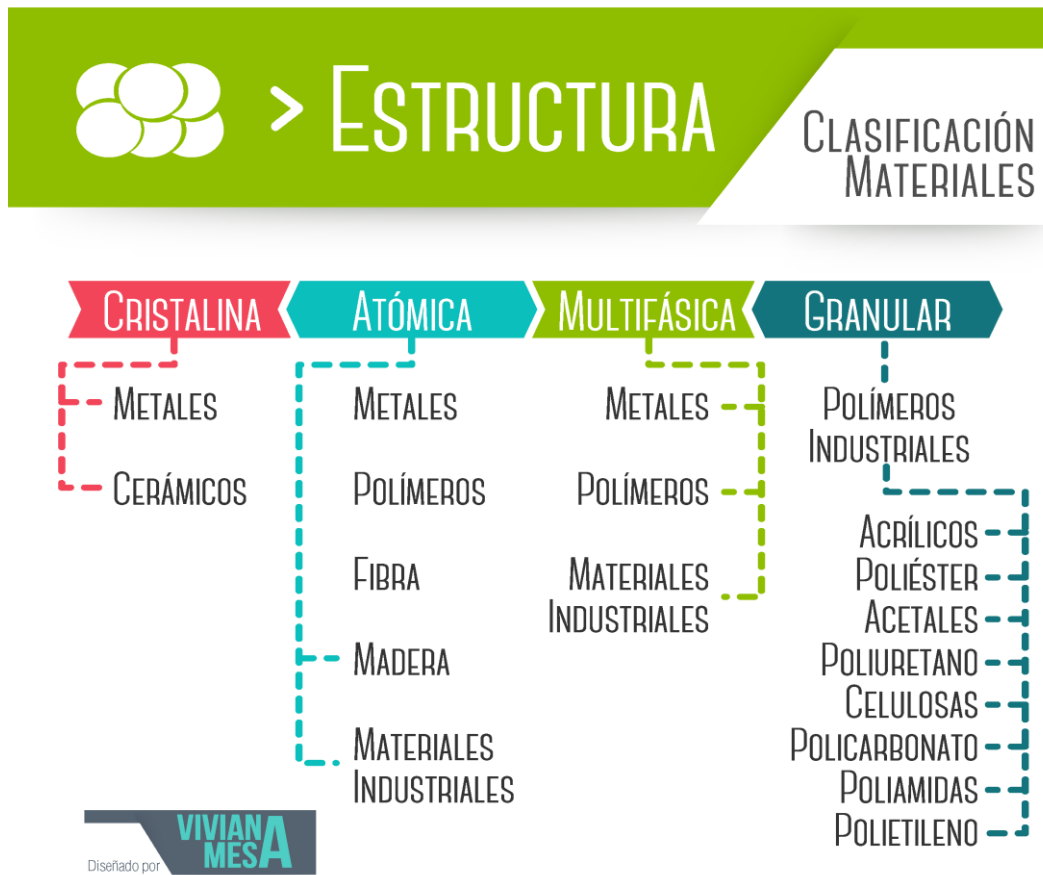 > Estructura
Clasificación
Materiales
Cristalina
Metales
Cerámicos
Atómica
Metales
Polímeros
Fibra
Madera
Materiales
Industriales
Multifásica
Metales
Polímeros
Materiales
Industriales
Granular
Polímeros
Industriales
Acrílicos
Poliéster
Acetales
Poliuretano
Celulosas
Policarbonato
Poliamidas
Polietileno
Diseñado por
VIVIANA
MESA